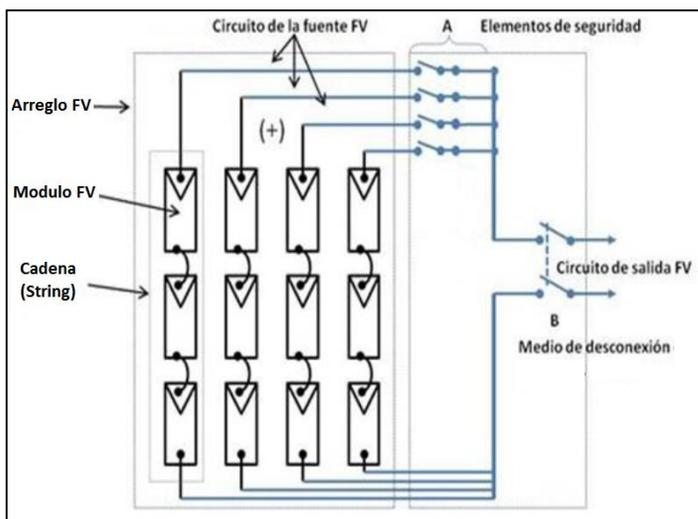 Circuito de la fuente FV
A
Elementos de seguridad
Arreglo FV
(+)
Modulo FV
Cadena
(String)
Circuito de salida FV
B
Medio de desconexión